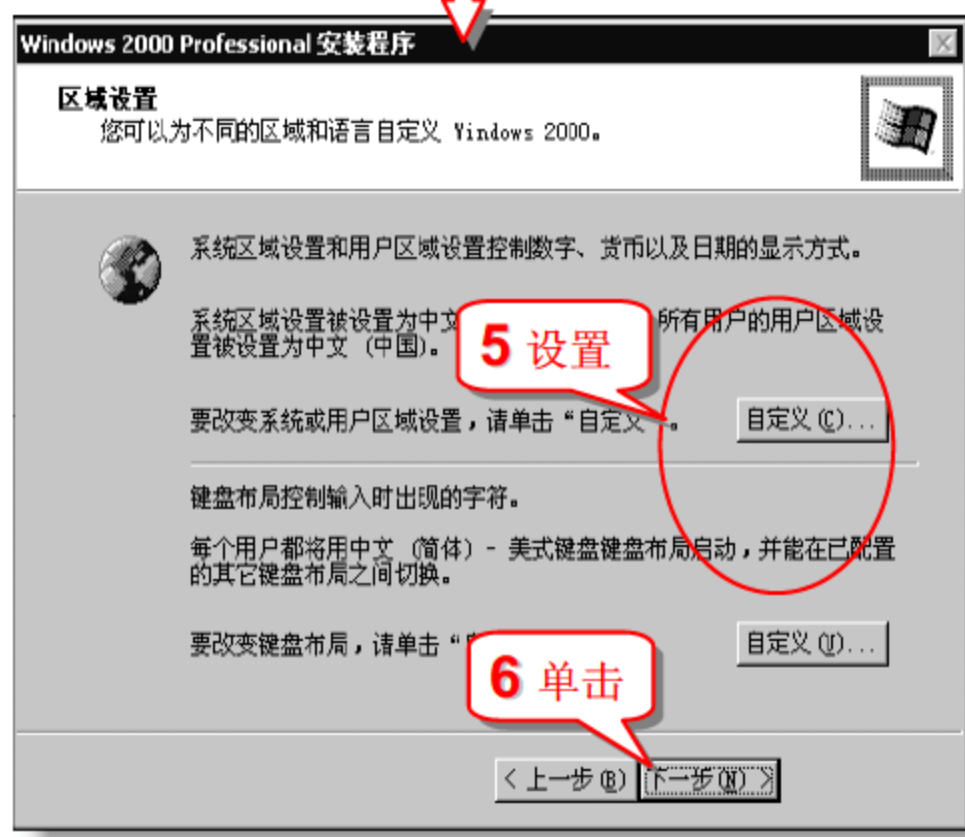 Windows 2000 Professional 安装程序
区域设置
您可以为不同的区域和语言自定义 Windows 2000。
系统区域设置和用户区域设置控制数字、货币以及日期的显示方式。
系统区域设置被设置为中文 所有用户的用户区域设
置被设置为中文 (中国)。
5 设置
要改变系统或用户区域设置，请单击“自定义”。 自定义(C)...
键盘布局控制输入时出现的字符。
每个用户都将用中文 (简体) - 美式键盘键盘布局启动，并能在已配置
的其它键盘布局之间切换。
要改变键盘布局，请单击“ 自定义(U)...
6 单击
< 上一步(B) 下一步(N) >